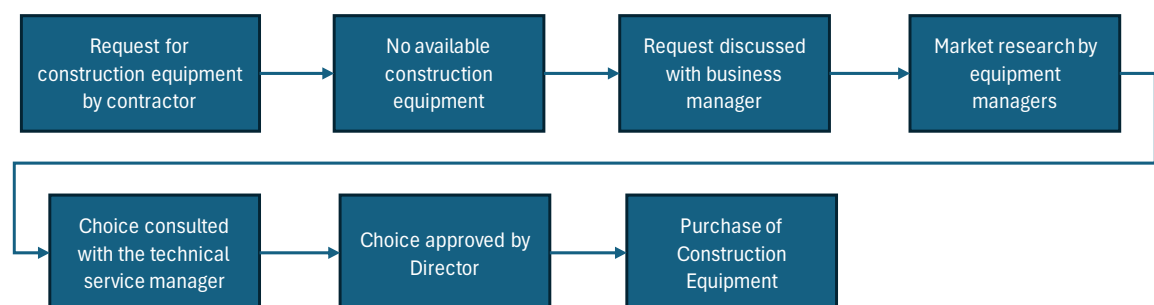 Request for
construction equipment
by contractor
No available
construction
equipment
Request discussed
with business
manager
Market research by
equipment
managers
Choice consulted
with the technical
service manager
Choice approved by
Director
Purchase of
Construction
Equipment